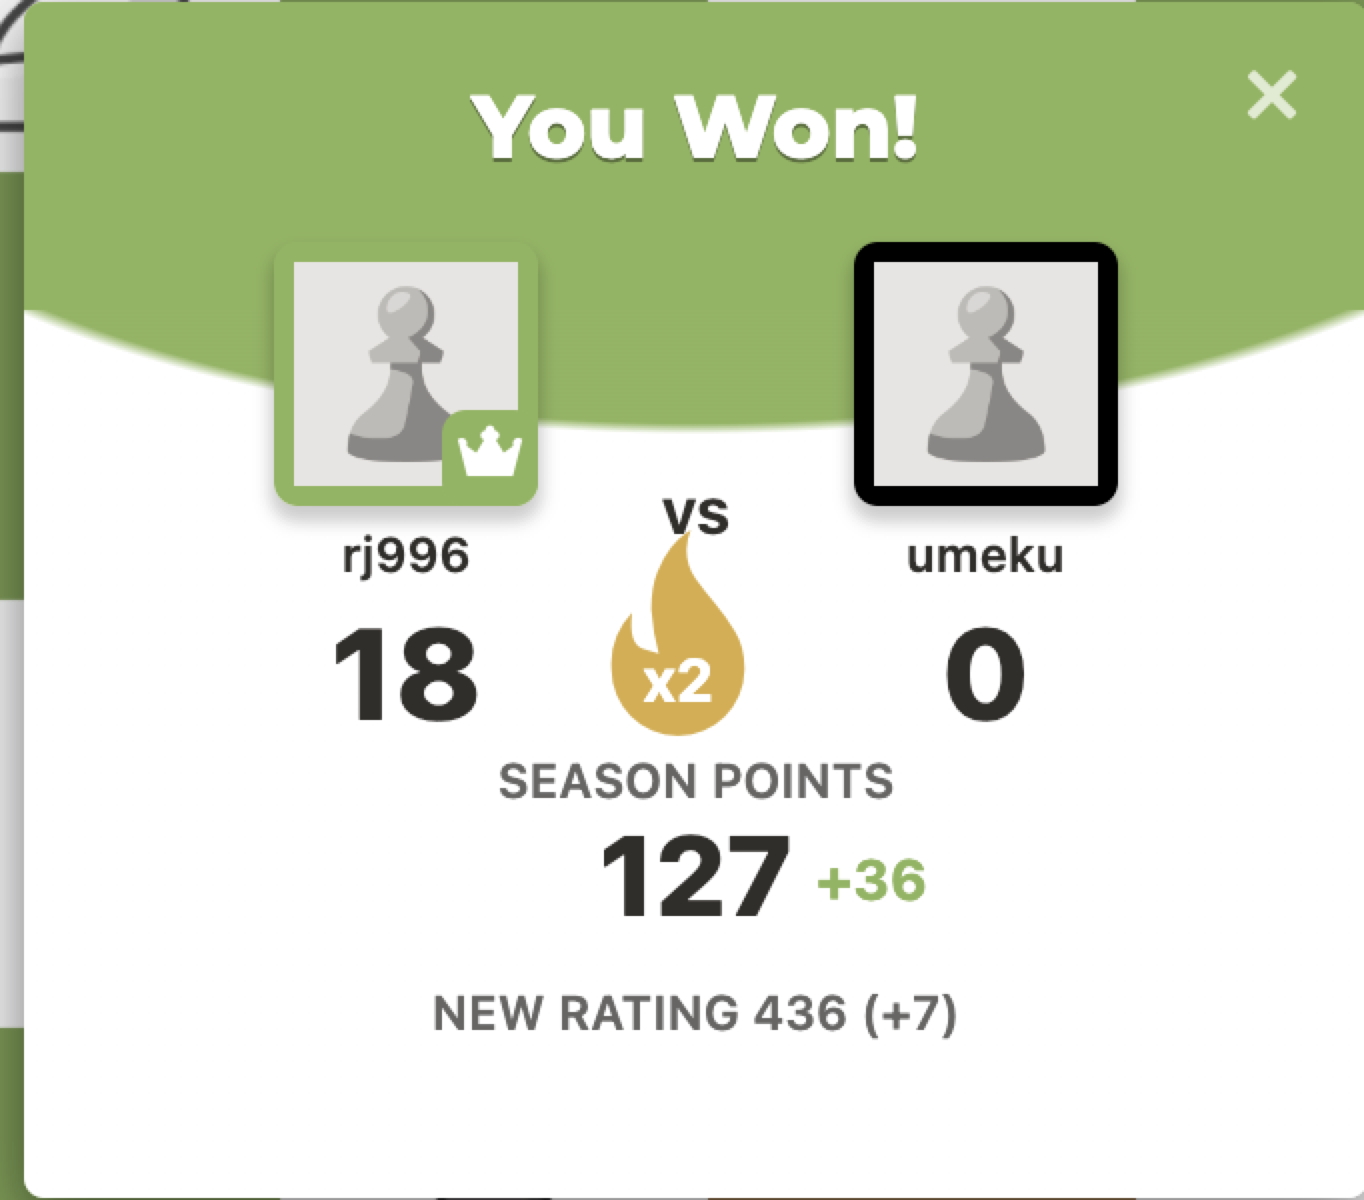 You Won!
vs
rj996
umeku
18
x2
0
SEASON POINTS
127 +36
NEW RATING 436 (+7)